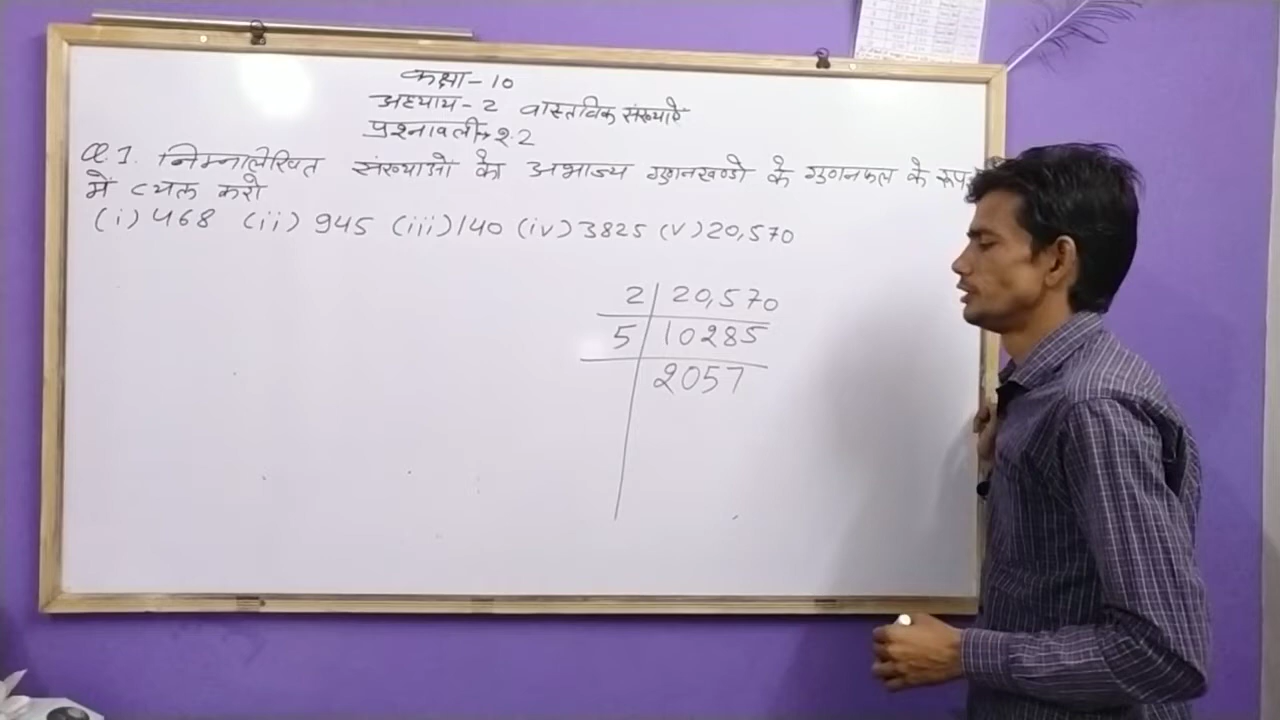 कक्षा - 10
अध्याय - 2 वास्तविक संख्याएँ
प्रश्नावली → 2.2
Q.1. निम्नलिखित संख्याओ को अभाज्य गुणनखण्डो के गुणनफल के रूप
में व्यक्त करो
(i) 468 (ii) 945 (iii) 140 (iv) 3825 (v) 20,570
2 | 20,570
5 | 10285
2057